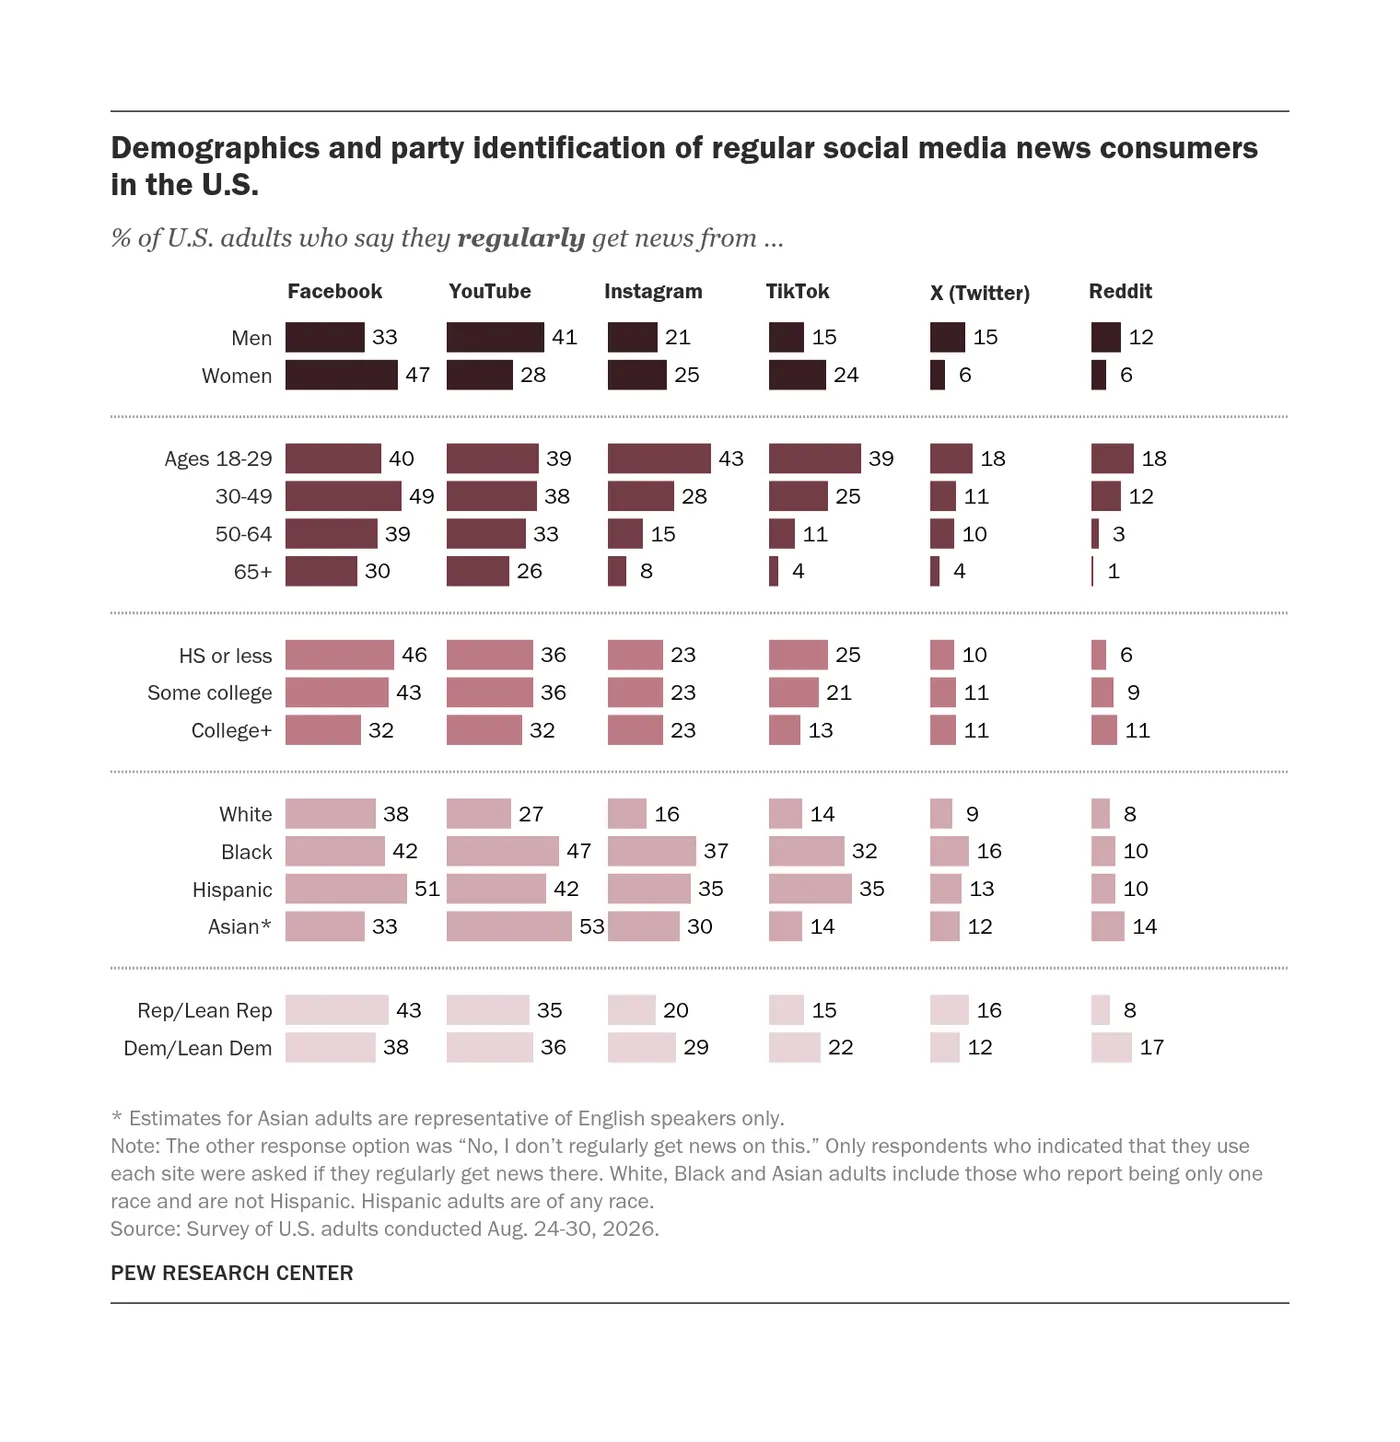 Demographics and party identification of regular social media news consumers
in the U.S.
% of U.S. adults who say they regularly get news from ...
Facebook YouTube Instagram TikTok X (Twitter) Reddit
Men 33 41 21 15 15 12
Women 47 28 25 24 6 6
Ages 18-29 40 39 43 39 18 18
30-49 49 38 28 25 11 12
50-64 39 33 15 11 10 3
65+ 30 26 8 4 4 1
HS or less 46 36 23 25 10 6
Some college 43 36 23 21 11 9
College+ 32 32 23 13 11 11
White 38 27 16 14 9 8
Black 42 47 37 32 16 10
Hispanic 51 42 35 35 13 10
Asian* 33 53 30 14 12 14
Rep/Lean Rep 43 35 20 15 16 8
Dem/Lean Dem 38 36 29 22 12 17
* Estimates for Asian adults are representative of English speakers only.
Note: The other response option was “No, I don’t regularly get news on this.” Only respondents who indicated that they use
each site were asked if they regularly get news there. White, Black and Asian adults include those who report being only one
race and are not Hispanic. Hispanic adults are of any race.
Source: Survey of U.S. adults conducted Aug. 24-30, 2026.
PEW RESEARCH CENTER